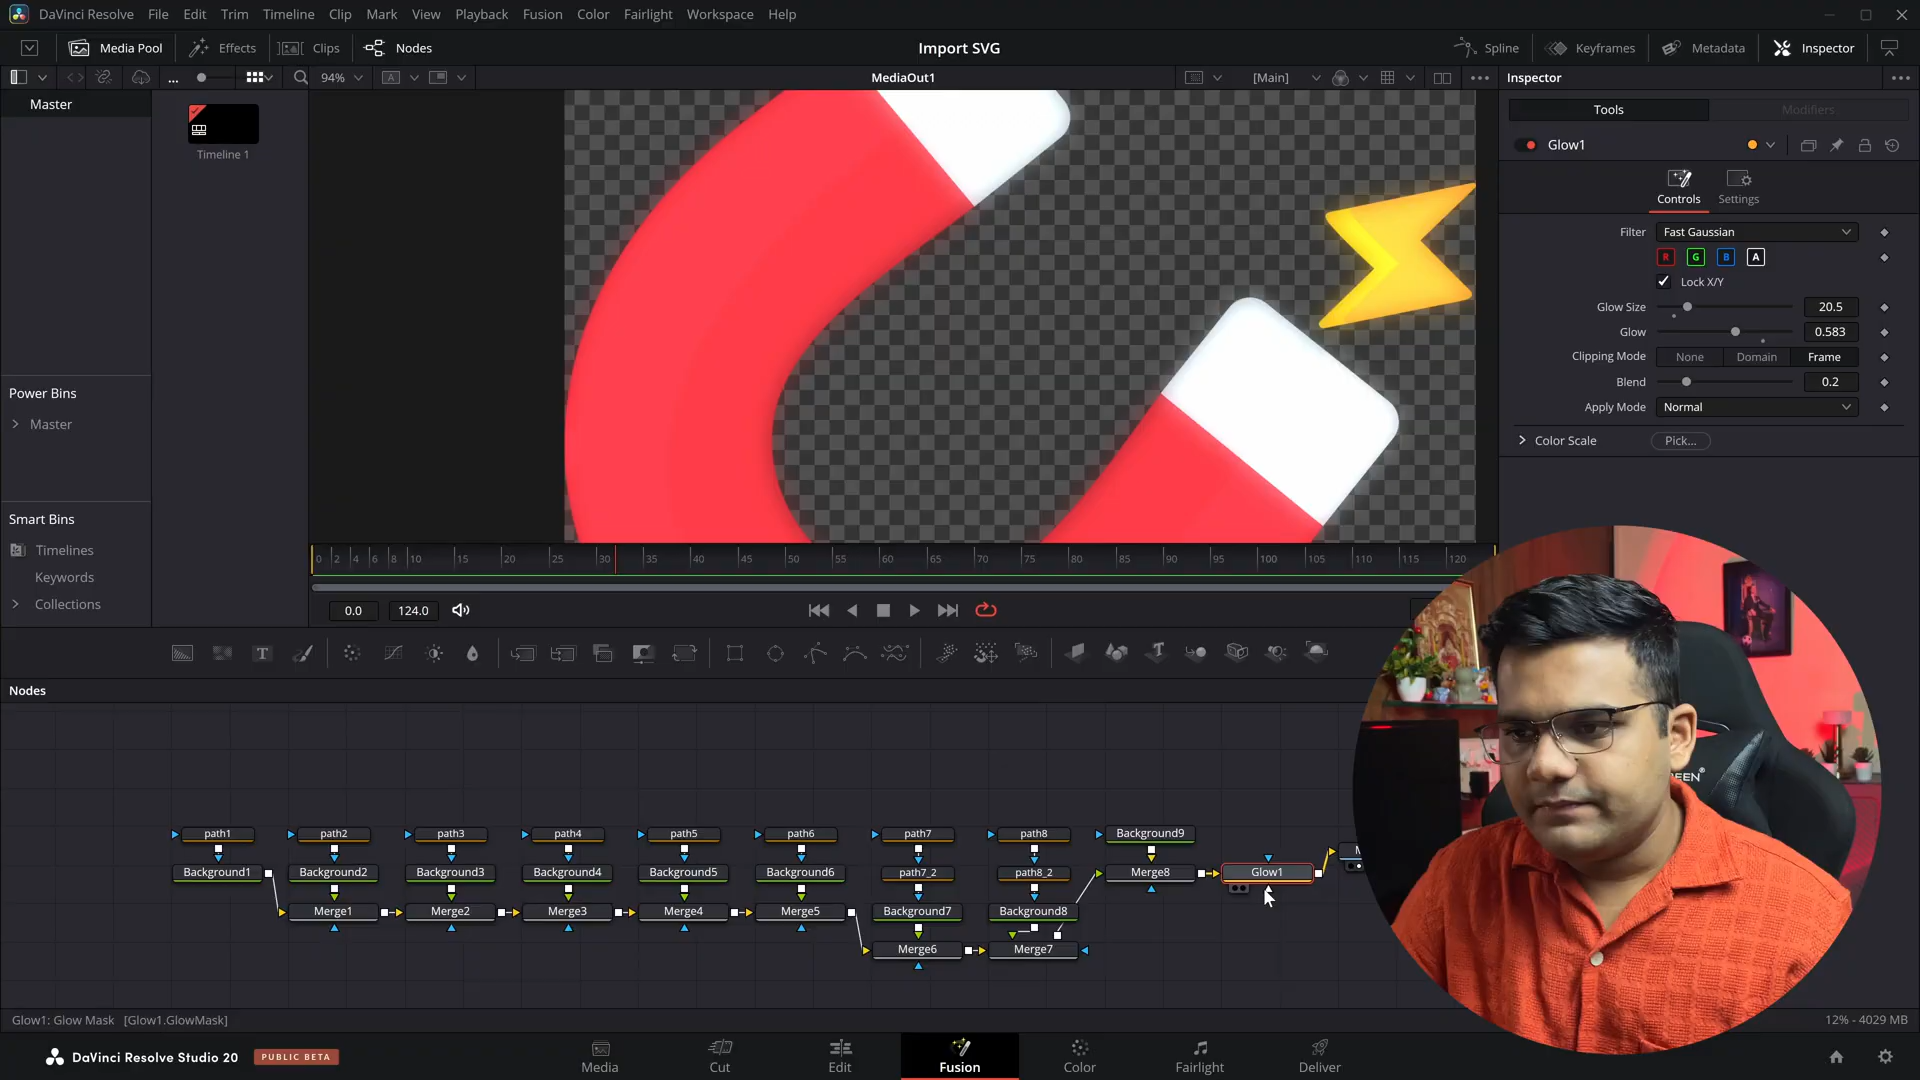 DaVinci Resolve File Edit Trim Timeline Clip Mark View Playback Fusion Color Fairlight Workspace Help
Media Pool Effects Clips Nodes Import SVG Spline Keyframes Metadata Inspector
... 94% A MediaOut1 [Main] Inspector
Master
Timeline 1
Power Bins
Master
Smart Bins
Timelines
Keywords
Collections
Tools Modifiers
Glow1
Controls Settings
Filter Fast Gaussian
R G B A
Lock X/Y
Glow Size 20.5
Glow 0.583
Clipping Mode None Domain Frame
Blend 0.2
Apply Mode Normal
Color Scale Pick...
0 2 4 6 8 10 15 20 25 30 35 40 45 50 55 60 65 70 75 80 85 90 95 100 105 110 115 120
0.0 124.0
T
Nodes
path1 path2 path3 path4 path5 path6 path7 path8 Background9
Background1 Background2 Background3 Background4 Background5 Background6 path7_2 path8_2 Merge8 Glow1
Merge1 Merge2 Merge3 Merge4 Merge5 Background7 Background8
Merge6 Merge7
Glow1: Glow Mask [Glow1.GlowMask] 12% - 4029 MB
DaVinci Resolve Studio 20 PUBLIC BETA
Media Cut Edit Fusion Color Fairlight Deliver